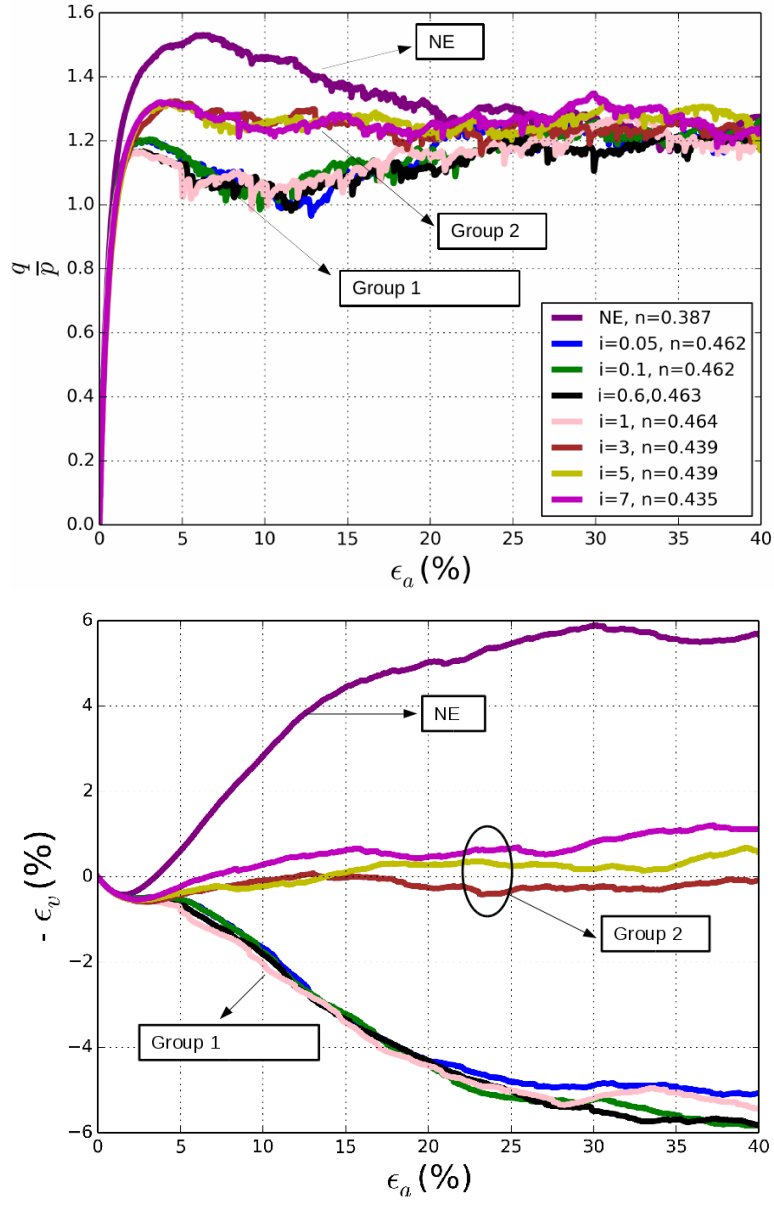 1.6
NE
1.4
1.2
1.0
Group 2
Group 1
q
p
0.8
0.6
0.4
0.2
0.0
NE, n=0.387
i=0.05, n=0.462
i=0.1, n=0.462
i=0.6,0.463
i=1, n=0.464
i=3, n=0.439
i=5, n=0.439
i=7, n=0.435
0 5 10 15 20 25 30 35 40
ϵa(%)
6
4
NE
2
0
- ϵv (%)
Group 2
−2
Group 1
−4
−6
0 5 10 15 20 25 30 35 40
ϵa(%)